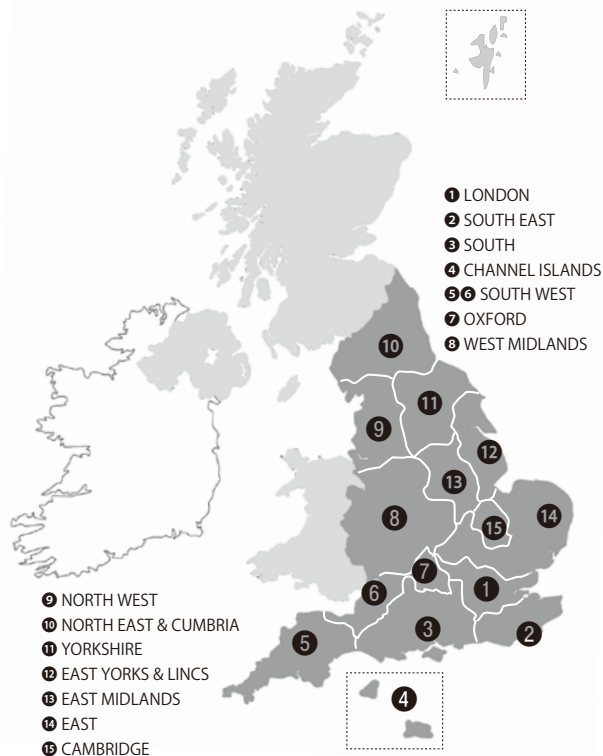 ❶ LONDON
❷ SOUTH EAST
❸ SOUTH
❹ CHANNEL ISLANDS
❺❻ SOUTH WEST
❼ OXFORD
❽ WEST MIDLANDS
10
11
9
12
13
14
8
15
7
6
1
5
3
2
4
❾ NORTH WEST
❿ NORTH EAST & CUMBRIA
⓫ YORKSHIRE
⓬ EAST YORKS & LINCS
⓭ EAST MIDLANDS
⓮ EAST
⓯ CAMBRIDGE